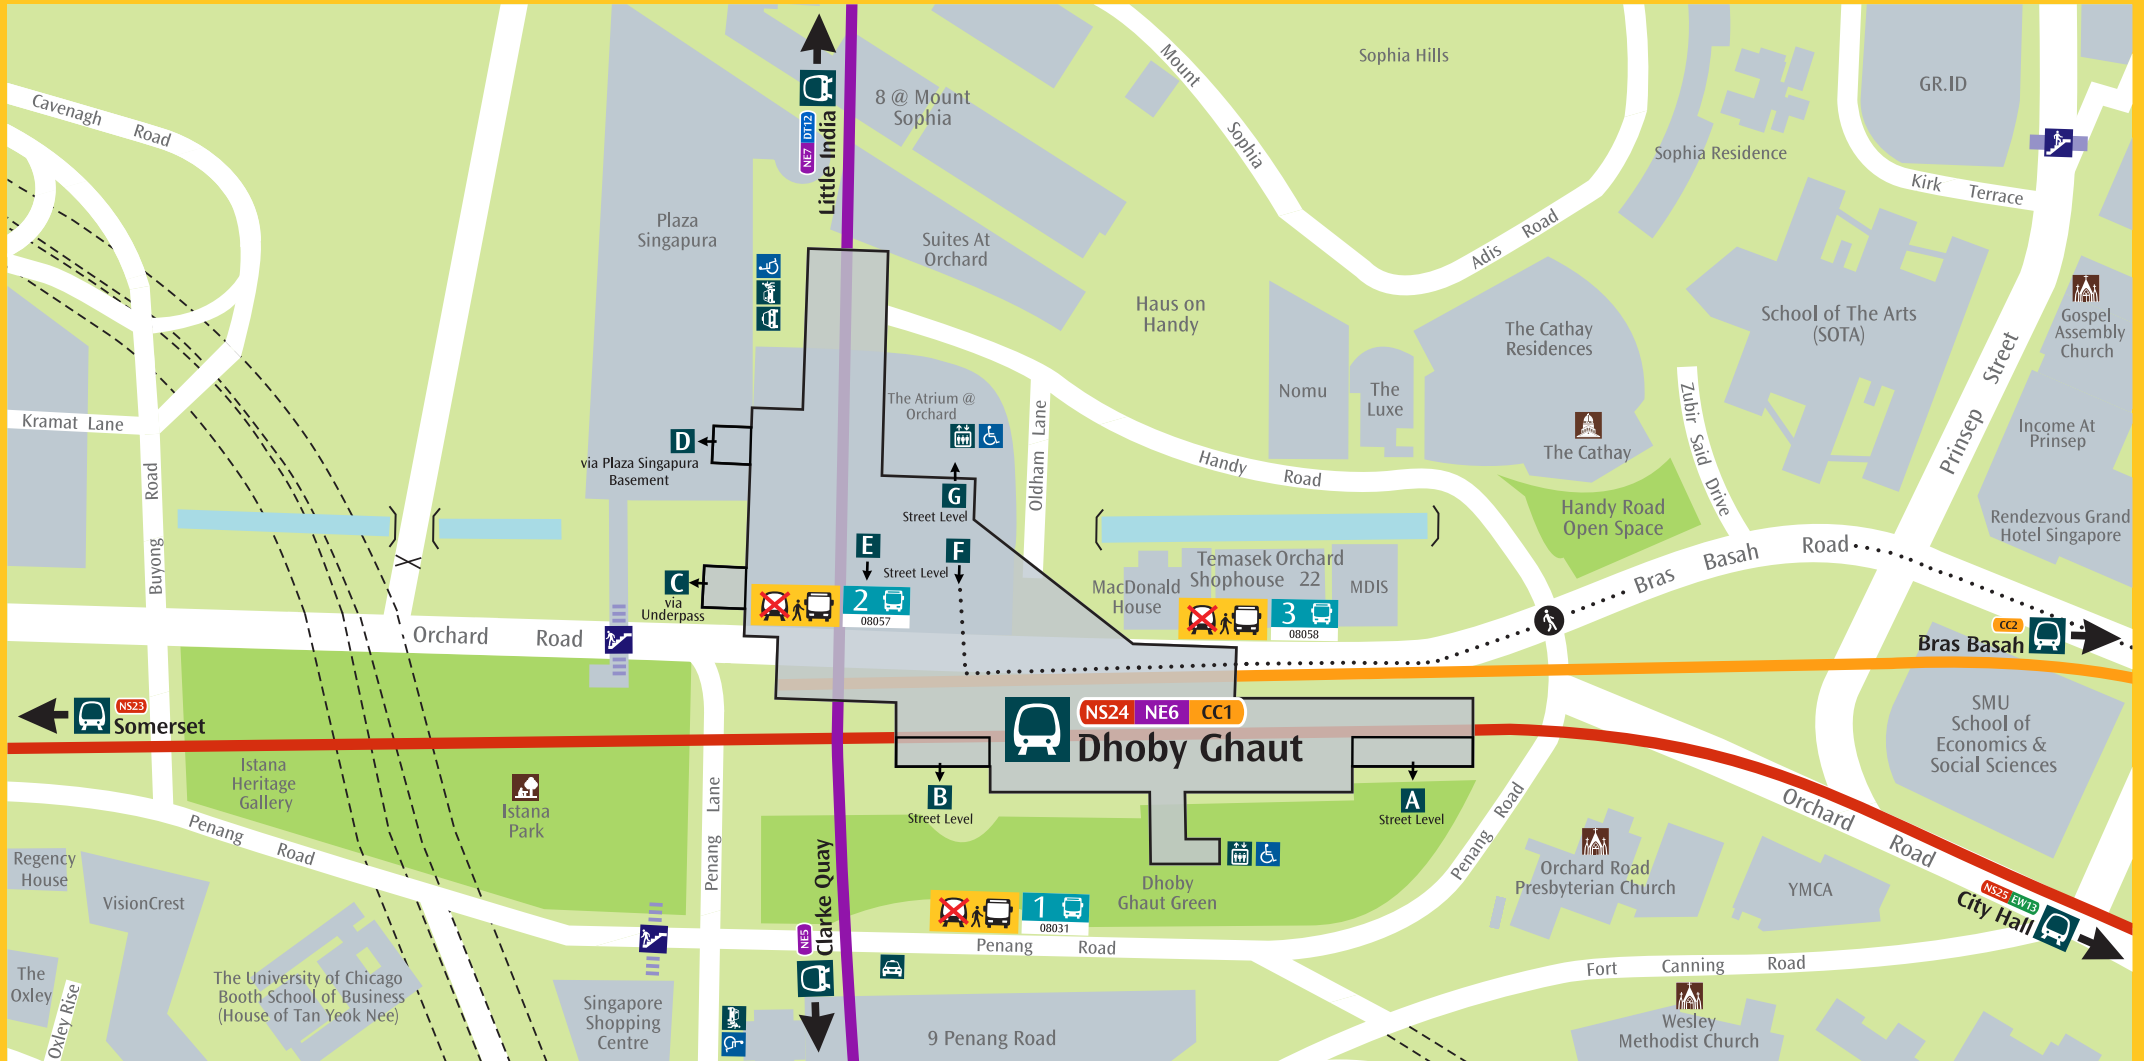 Cavenagh Road
Kramat Lane
Buyong Road
Little India
NE7 DT12
8 @ Mount
Sophia
Mount Sophia
Sophia Hills
Sophia Residence
GR.ID
Kirk Terrace
Plaza
Singapura
Suites At
Orchard
Haus on
Handy
Adis Road
Nomu
The
Luxe
The Cathay
Residences
The Cathay
School of The Arts
(SOTA)
Gospel
Assembly
Church
Prinsep Street
Income At
Prinsep
Rendezvous Grand
Hotel Singapore
Zubir Said Drive
Handy Road
Open Space
Handy Road
Oldham Lane
The Atrium @
Orchard
D
via Plaza Singapura
Basement
G
Street Level
E
F
Street Level
C
via
Underpass
2
08057
MacDonald
House
Temasek
Shophouse
Orchard
22
MDIS
3
08058
Bras Basah Road
CC2
Bras Basah
Orchard Road
NS23
Somerset
NS24 NE6 CC1
Dhoby Ghaut
SMU
School of
Economics &
Social Sciences
Istana
Heritage
Gallery
Istana
Park
B
Street Level
A
Street Level
Penang Lane
Penang Road
Penang Road
Orchard Road
Orchard Road
Presbyterian Church
YMCA
NS25 EW13
City Hall
Regency
House
VisionCrest
Dhoby
Ghaut Green
1
08031
Penang Road
NE5
Clarke Quay
Fort Canning Road
The
Oxley
Oxley Rise
The University of Chicago
Booth School of Business
(House of Tan Yeok Nee)
Singapore
Shopping
Centre
9 Penang Road
Wesley
Methodist Church